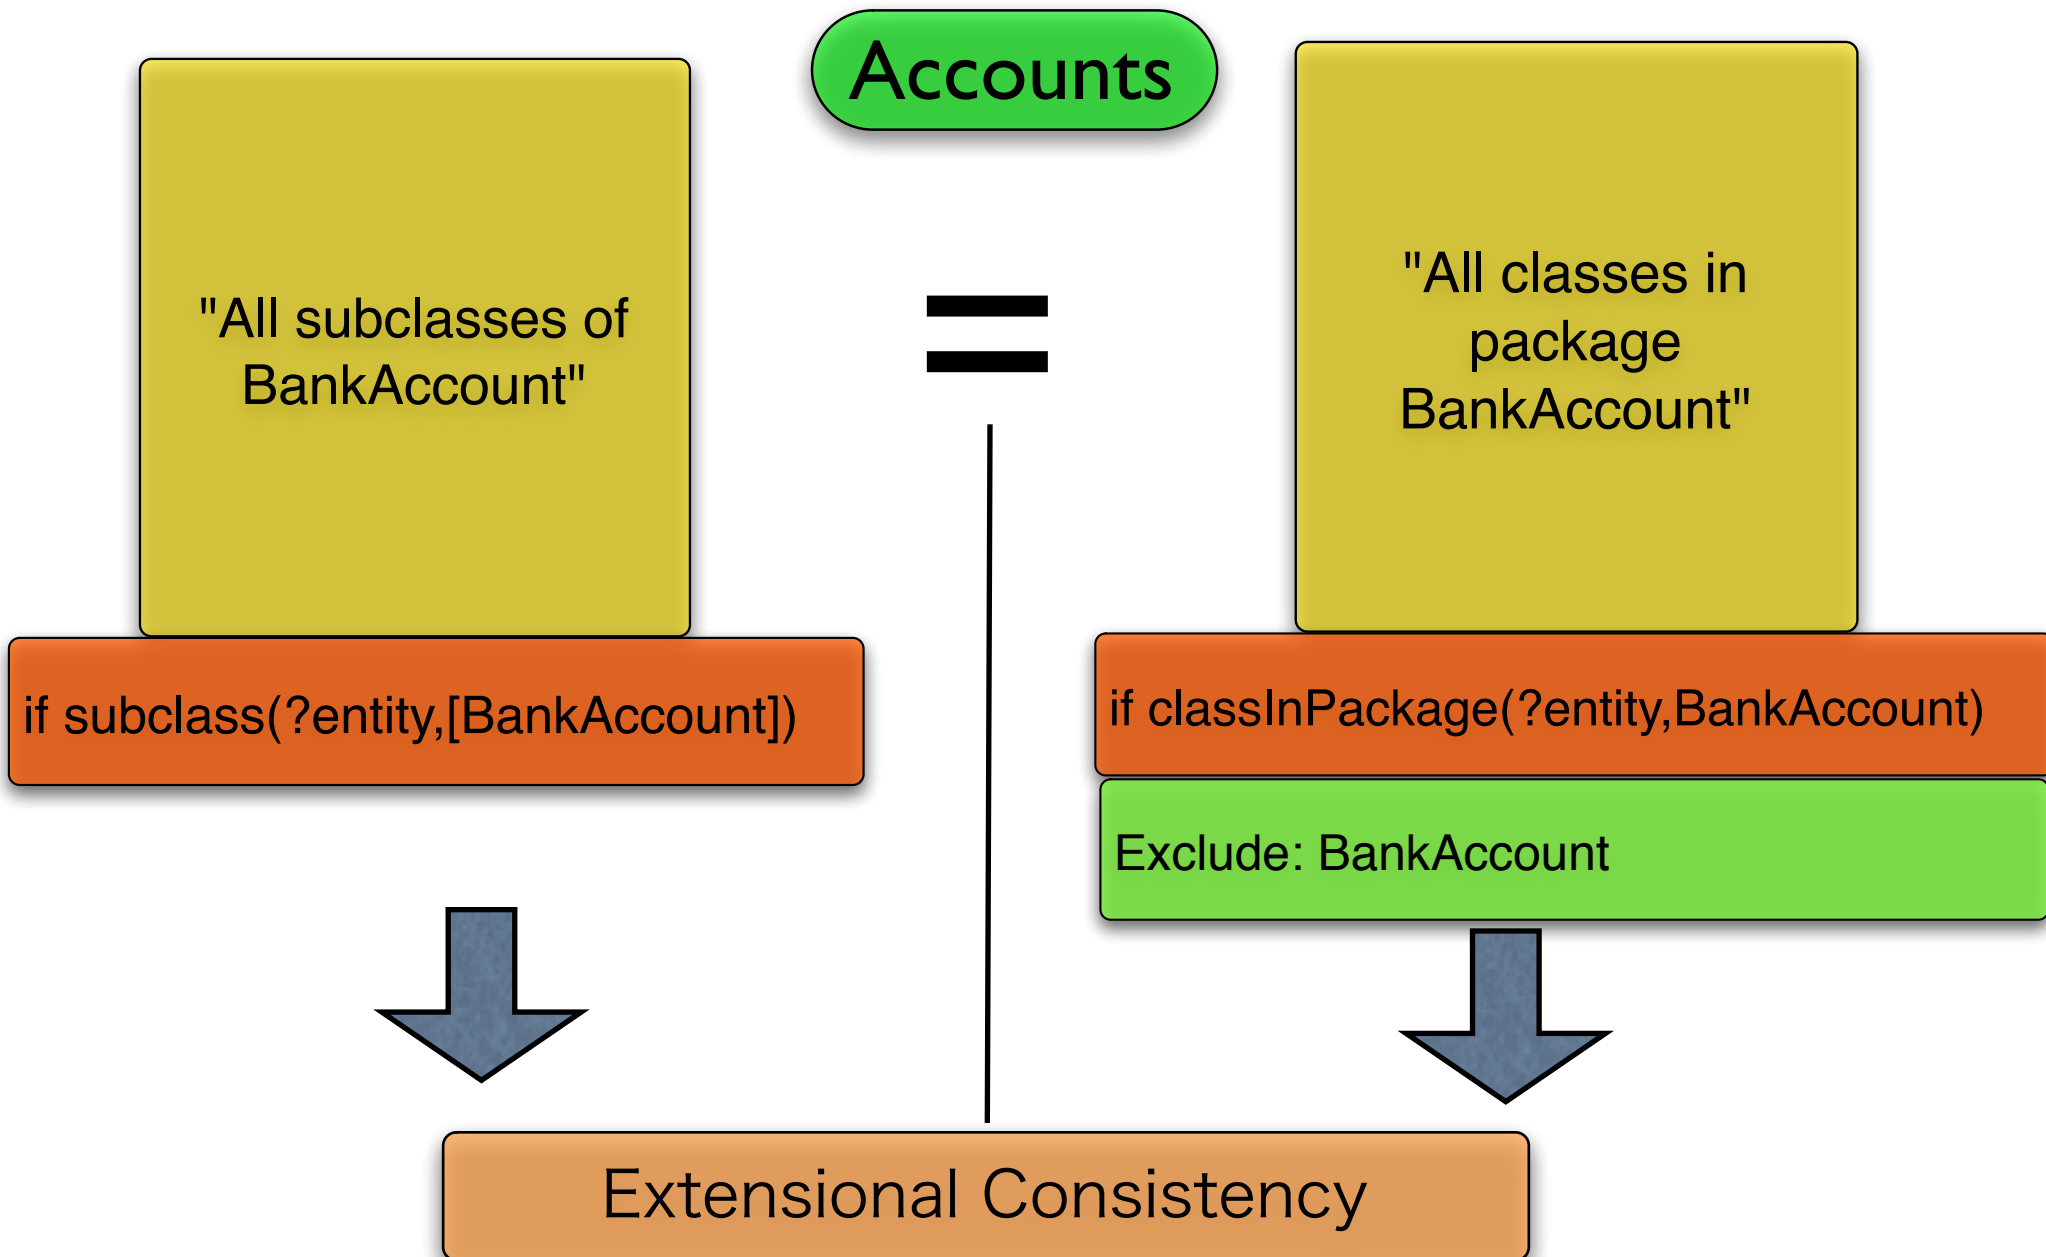 Accounts
"All subclasses of
BankAccount"
=
"All classes in
package
BankAccount"
if subclass(?entity,[BankAccount])
if classInPackage(?entity,BankAccount)
Exclude: BankAccount
Extensional Consistency